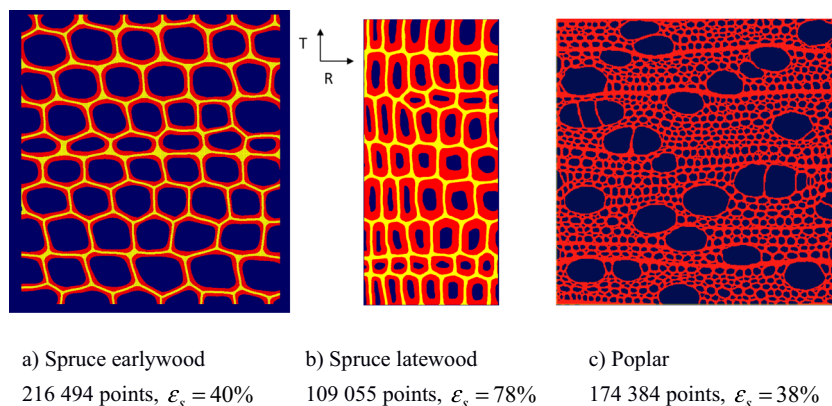 T
R
a) Spruce earlywood
216 494 points, εₛ = 40%
b) Spruce latewood
109 055 points, εₛ = 78%
c) Poplar
174 384 points, εₛ = 38%